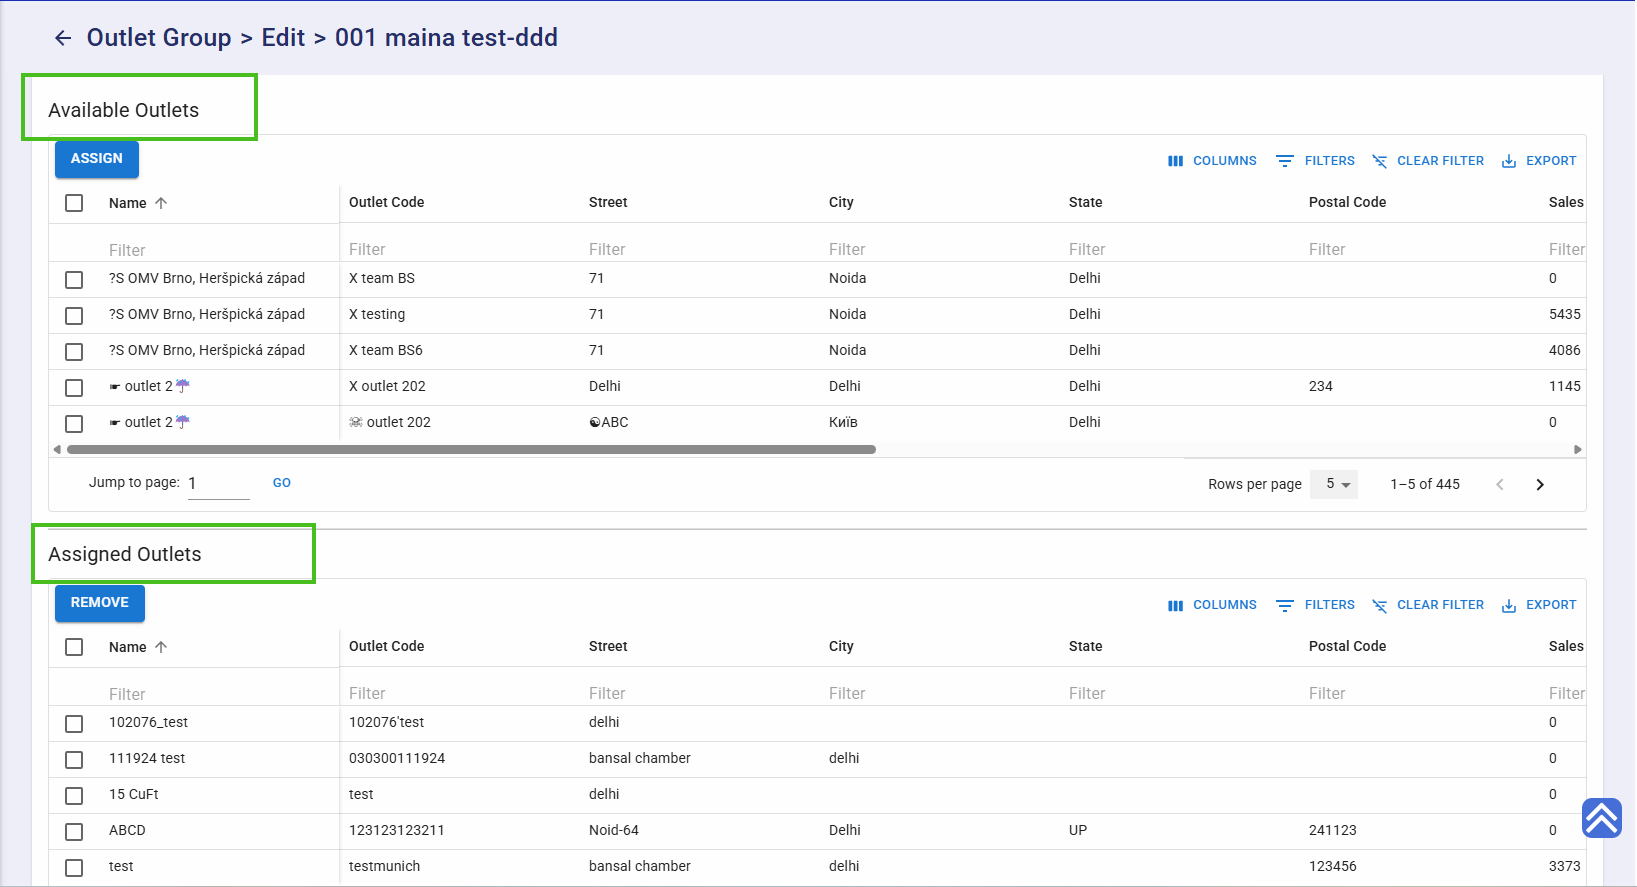 ← Outlet Group > Edit > 001 maina test-ddd
Available Outlets
ASSIGN COLUMNS FILTERS CLEAR FILTER EXPORT
Name ↑ Outlet Code Street City State Postal Code Sales
Filter Filter Filter Filter Filter Filter Filter
?S OMV Brno, Heršpická západ X team BS 71 Noida Delhi 0
?S OMV Brno, Heršpická západ X testing 71 Noida Delhi 5435
?S OMV Brno, Heršpická západ X team BS6 71 Noida Delhi 4086
☛ outlet 2☔ X outlet 202 Delhi Delhi Delhi 234 1145
☛ outlet 2☔ ☠ outlet 202 ☯ABC Київ Delhi 0
Jump to page: 1 GO Rows per page 5 1–5 of 445
Assigned Outlets
REMOVE COLUMNS FILTERS CLEAR FILTER EXPORT
Name ↑ Outlet Code Street City State Postal Code Sales
Filter Filter Filter Filter Filter Filter Filter
102076_test 102076'test delhi 0
111924 test 030300111924 bansal chamber delhi 0
15 CuFt test delhi 0
ABCD 123123123211 Noid-64 Delhi UP 241123 0
test testmunich bansal chamber delhi 123456 3373